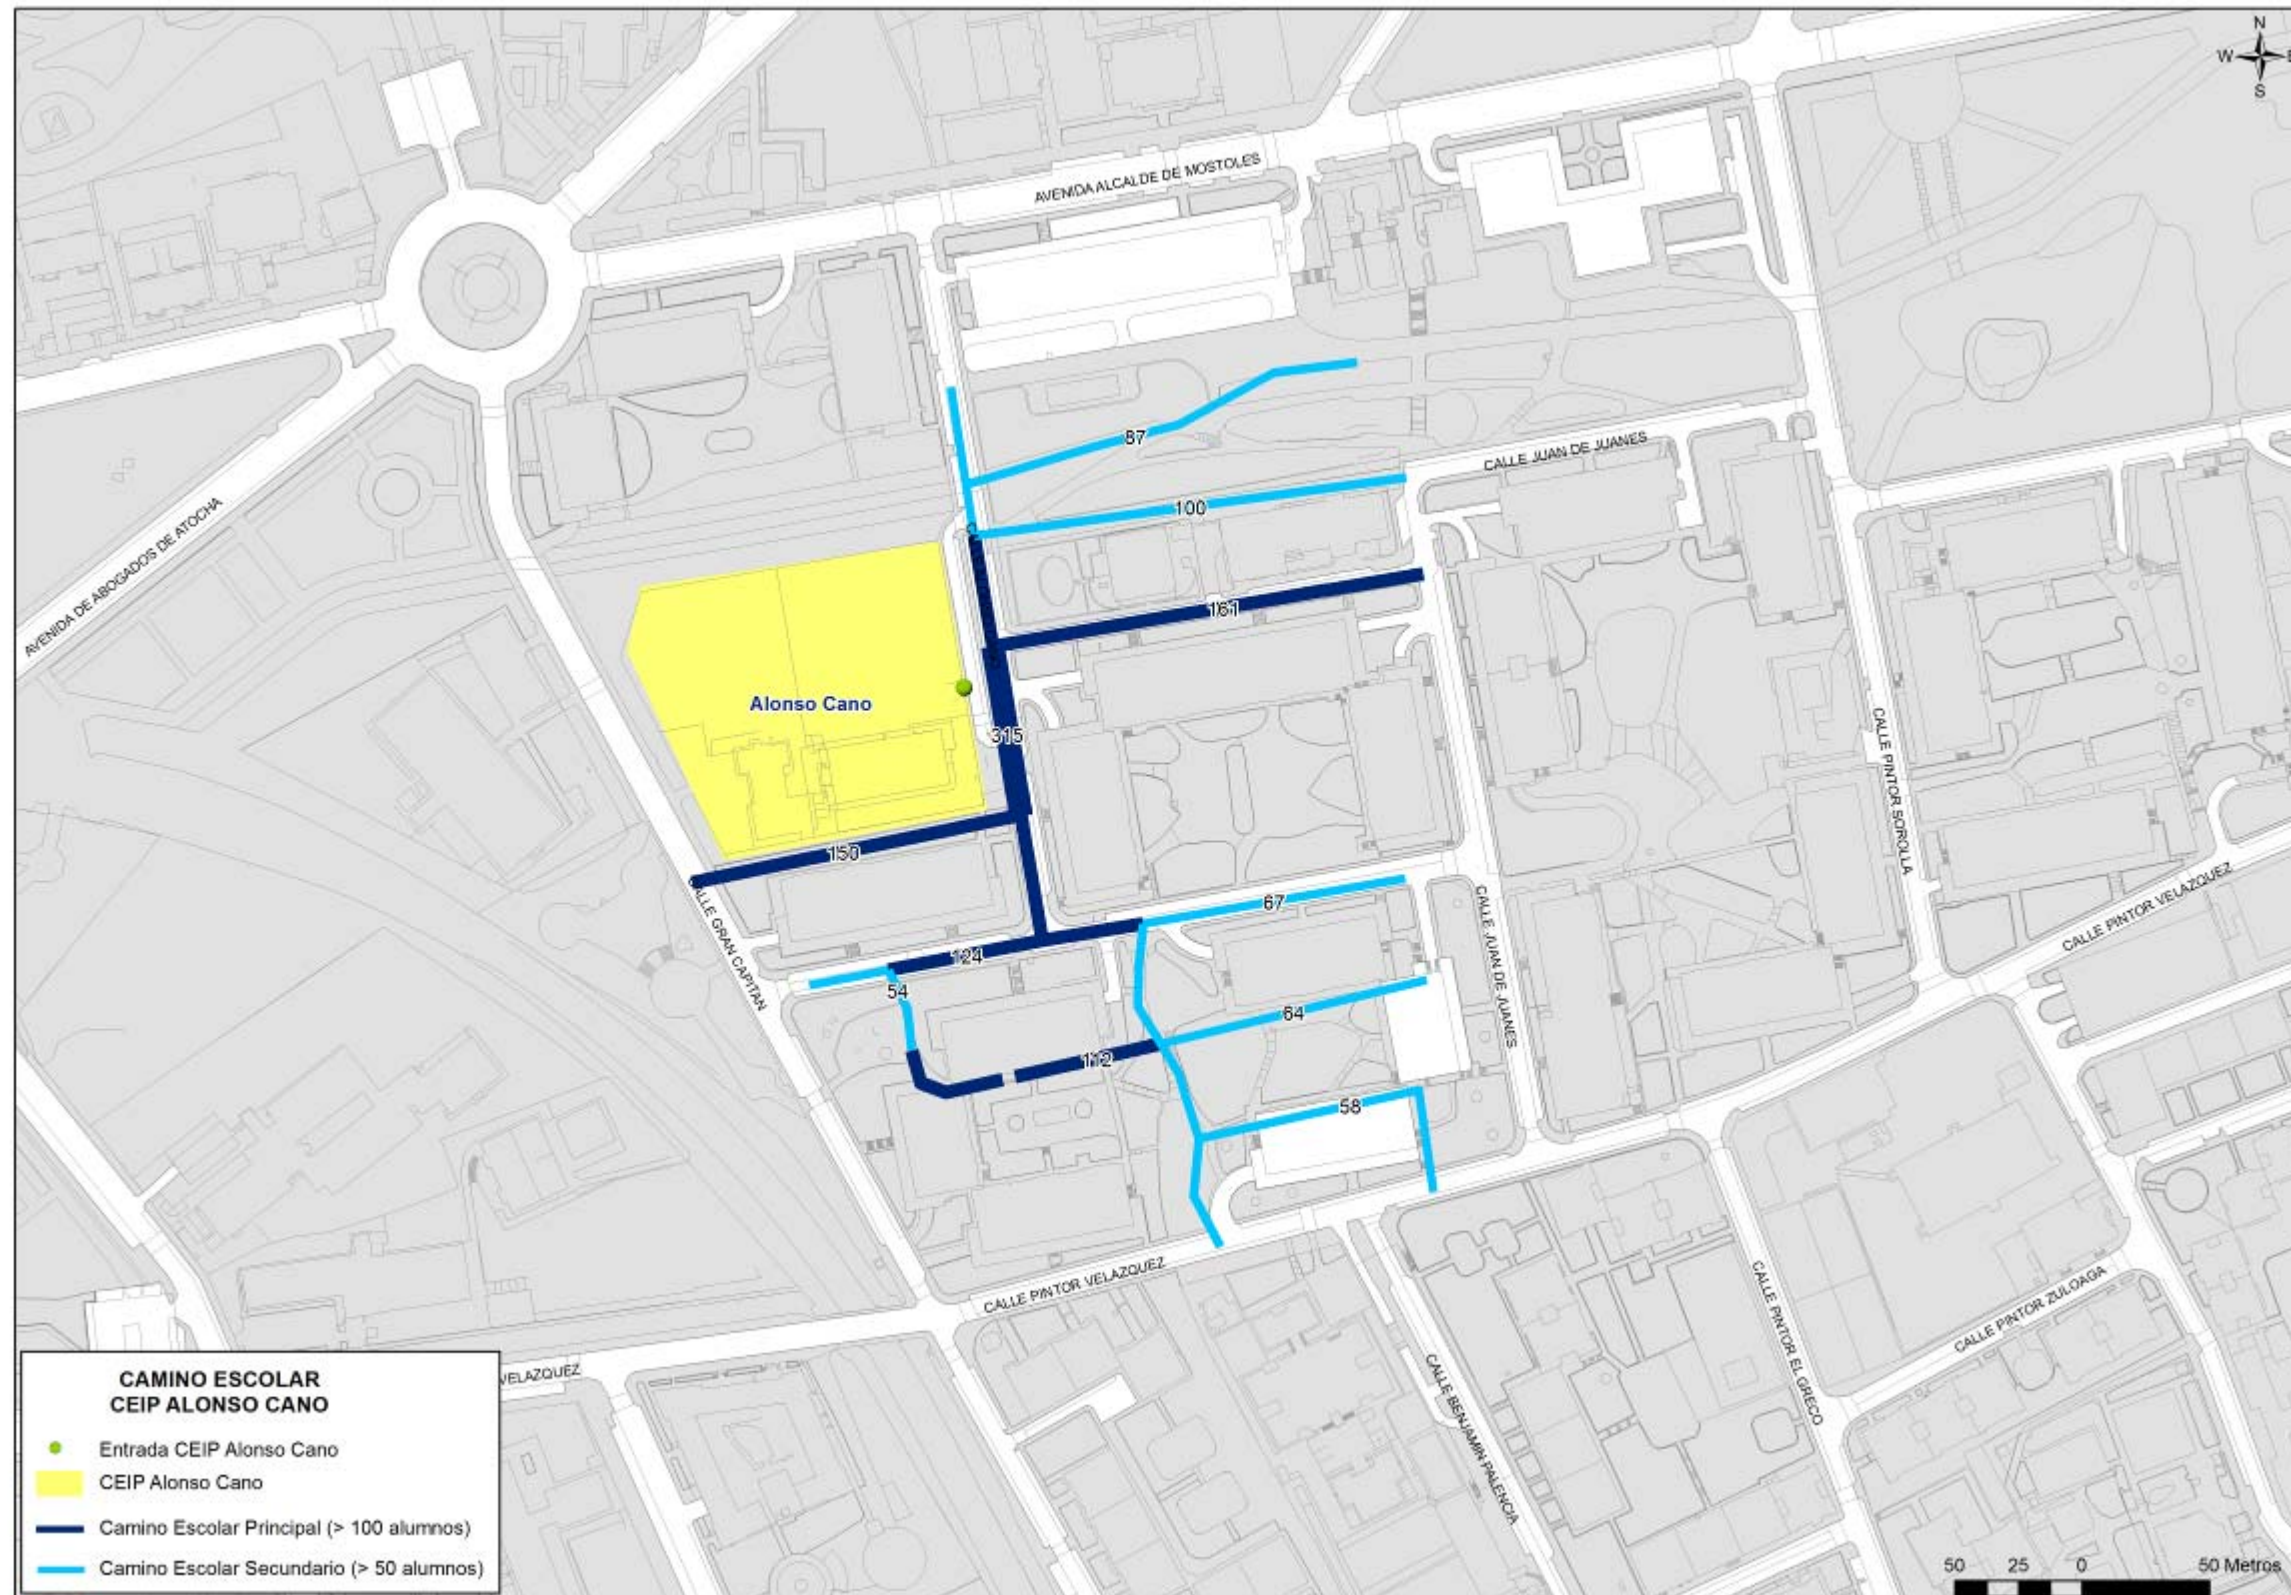 N
W
E
S
AVENIDA ALCALDE DE MOSTOLES
87
CALLE JUAN DE JUANES
100
AVENIDA DE ABOGADOS DE ATOCHA
161
Alonso Cano
315
CALLE PINTOR SOROLLA
150
CALLE GRAN CAPITAN
67
CALLE JUAN DE JUANES
CALLE PINTOR VELAZQUEZ
124
54
64
112
58
CALLE PINTOR VELAZQUEZ
CALLE PINTOR EL GRECO
CALLE PINTOR ZULOAGA
CALLE BENJAMIN PALENCIA
VELAZQUEZ
CAMINO ESCOLAR
CEIP ALONSO CANO
Entrada CEIP Alonso Cano
CEIP Alonso Cano
Camino Escolar Principal (> 100 alumnos)
Camino Escolar Secundario (> 50 alumnos)
50 25 0 50 Metros